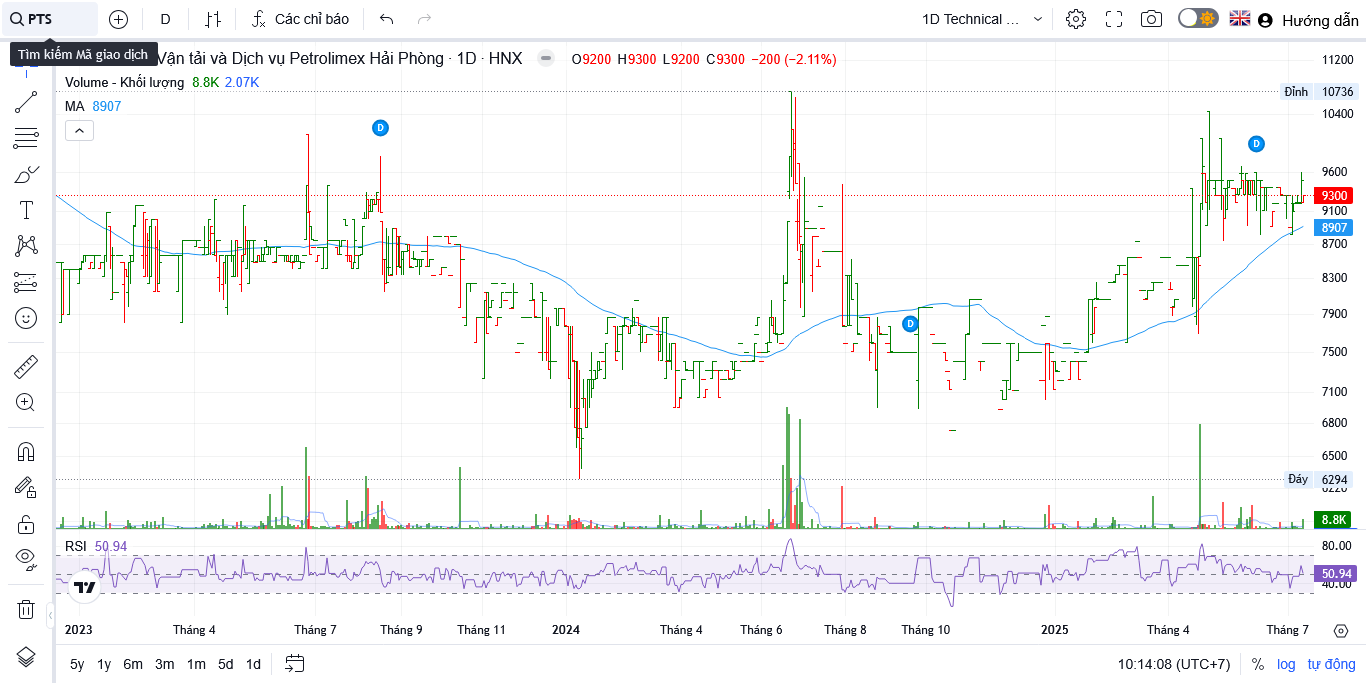 PTS D Các chỉ báo 1D Technical ... Hướng dẫn
Tìm kiếm Mã giao dịch
Vận tải và Dịch vụ Petrolimex Hải Phòng · 1D · HNX O9200 H9300 L9200 C9300 −200 (−2.11%)
Volume - Khối lượng 8.8K 2.07K
MA 8907
11200
Đỉnh 10736
10400
D
D
9600
9300
9100
8907
8700
8300
D
7900
7500
7100
6800
6500
Đáy 6294
6220
8.8K
RSI 50.94
80.00
50.94
40.00
2023 Tháng 4 Tháng 7 Tháng 9 Tháng 11 2024 Tháng 4 Tháng 6 Tháng 8 Tháng 10 2025 Tháng 4 Tháng 7
5y 1y 6m 3m 1m 5d 1d 10:14:08 (UTC+7) % log tự động